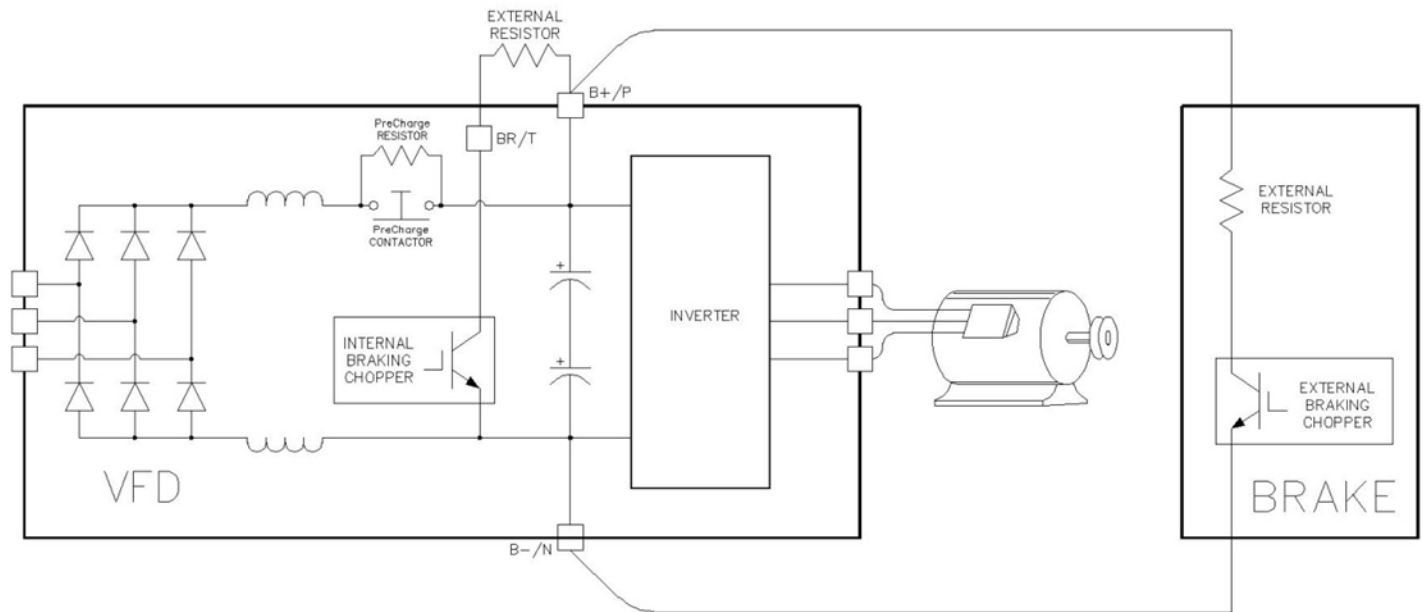 EXTERNAL
RESISTOR
B+/P
PreCharge
RESISTOR
BR/T
PreCharge
CONTACTOR
INTERNAL
BRAKING
CHOPPER
+
+
INVERTER
VFD
B-/N
EXTERNAL
RESISTOR
EXTERNAL
BRAKING
CHOPPER
BRAKE